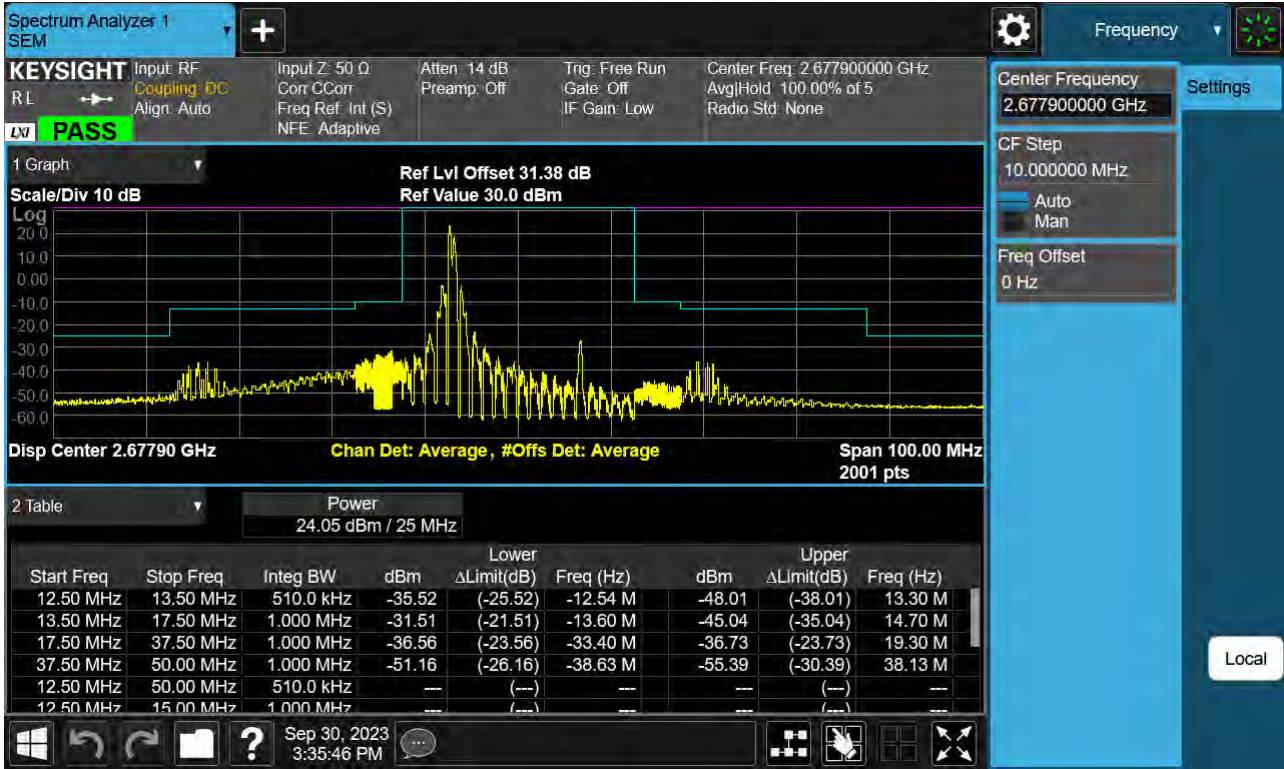 Spectrum Analyzer 1
SEM
Frequency
KEYSIGHT
R L
LXI
PASS
Input: RF
Coupling: DC
Align: Auto
Input Z: 50 Ω
Corr CCorr
Freq Ref: Int (S)
NFE: Adaptive
Atten: 14 dB
Preamp: Off
Trig: Free Run
Gate: Off
IF Gain: Low
Center Freq: 2.677900000 GHz
Avg|Hold: 100.00% of 5
Radio Std: None
Center Frequency
2.677900000 GHz
Settings
CF Step
10.000000 MHz
Auto
Man
Freq Offset
0 Hz
1 Graph
Ref Lvl Offset 31.38 dB
Scale/Div 10 dB
Ref Value 30.0 dBm
Log
20.0
10.0
0.00
-10.0
-20.0
-30.0
-40.0
-50.0
-60.0
Disp Center 2.67790 GHz
Chan Det: Average, #Offs Det: Average
Span 100.00 MHz
2001 pts
2 Table
Power
24.05 dBm / 25 MHz
Lower Upper
Start Freq Stop Freq Integ BW dBm ΔLimit(dB) Freq (Hz) dBm ΔLimit(dB) Freq (Hz)
12.50 MHz 13.50 MHz 510.0 kHz -35.52 (-25.52) -12.54 M -48.01 (-38.01) 13.30 M
13.50 MHz 17.50 MHz 1.000 MHz -31.51 (-21.51) -13.60 M -45.04 (-35.04) 14.70 M
17.50 MHz 37.50 MHz 1.000 MHz -36.56 (-23.56) -33.40 M -36.73 (-23.73) 19.30 M
37.50 MHz 50.00 MHz 1.000 MHz -51.16 (-26.16) -38.63 M -55.39 (-30.39) 38.13 M
12.50 MHz 50.00 MHz 510.0 kHz --- (---) --- --- (---) ---
12.50 MHz 15.00 MHz 1.000 MHz --- (---) --- --- (---) ---
Local
?
Sep 30, 2023
3:35:46 PM